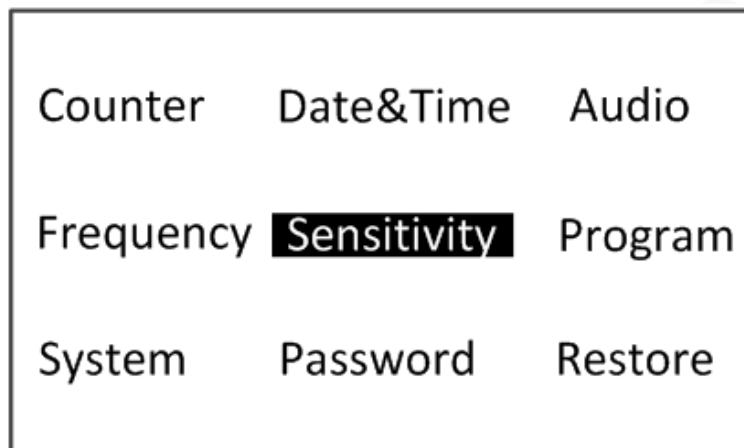 Counter Date&Time Audio
Frequency Sensitivity Program
System Password Restore